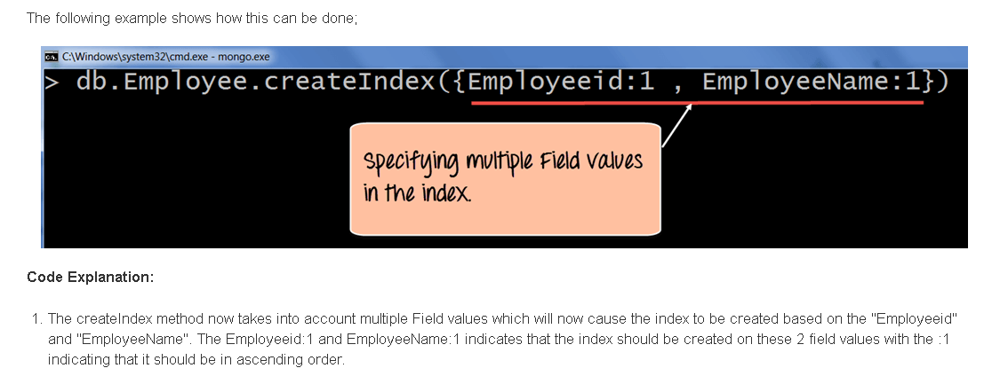 The following example shows how this can be done;
C:\Windows\system32\cmd.exe - mongo.exe
> db.Employee.createIndex({Employeeid:1 , EmployeeName:1})
Specifying multiple Field values
in the index.
Code Explanation:
1. The createIndex method now takes into account multiple Field values which will now cause the index to be created based on the "Employeeid"
and "EmployeeName". The Employeeid:1 and EmployeeName:1 indicates that the index should be created on these 2 field values with the :1
indicating that it should be in ascending order.